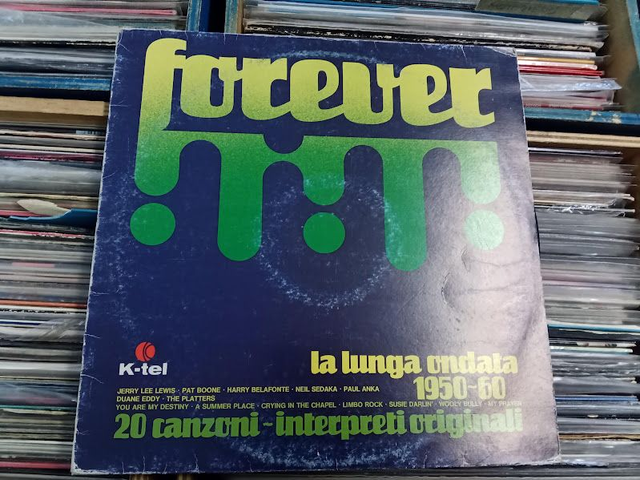 forever
K-tel
la lunga ondata
1950-60
JERRY LEE LEWIS · PAT BOONE · HARRY BELAFONTE · NEIL SEDAKA · PAUL ANKA
DUANE EDDY · THE PLATTERS
YOU ARE MY DESTINY · A SUMMER PLACE · CRYING IN THE CHAPEL · LIMBO ROCK · SUSIE DARLIN' · WOOLY BULLY · MY PRAYER
20 canzoni - interpreti originali